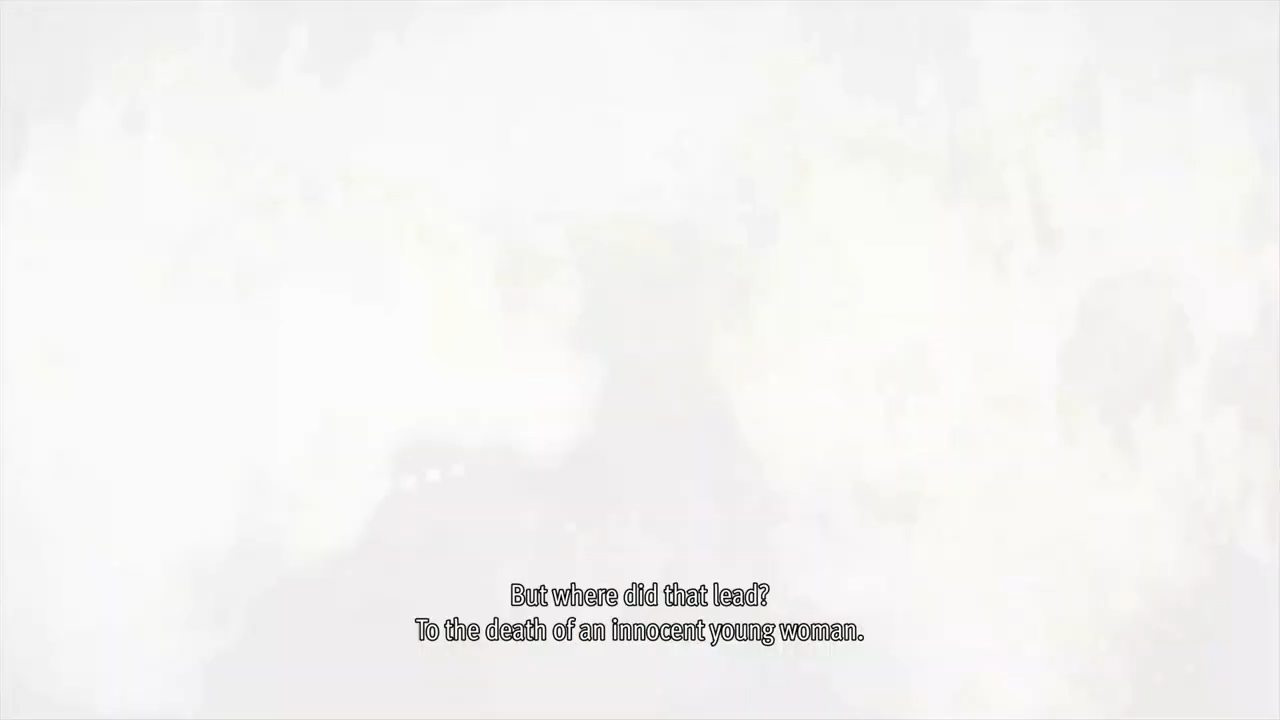 But where did that lead?
To the death of an innocent young woman.